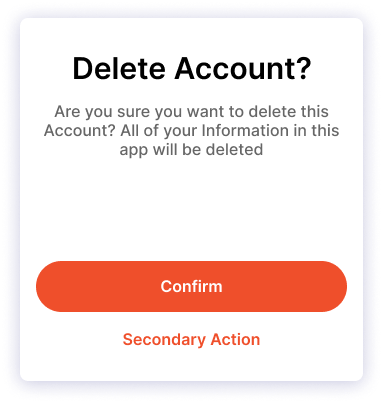 Delete Account?
Are you sure you want to delete this
Account? All of your Information in this
app will be deleted
Confirm
Secondary Action